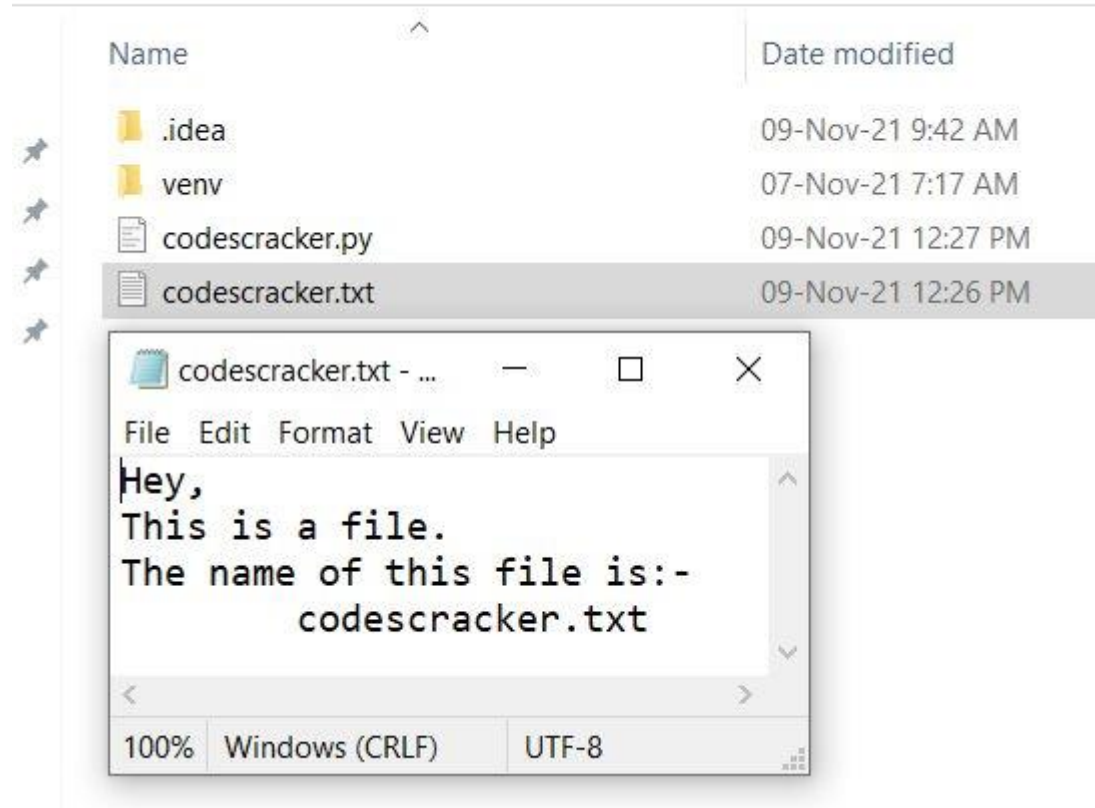 Name Date modified
.idea 09-Nov-21 9:42 AM
venv 07-Nov-21 7:17 AM
codescracker.py 09-Nov-21 12:27 PM
codescracker.txt 09-Nov-21 12:26 PM
codescracker.txt - ...
File Edit Format View Help
Hey,
This is a file.
The name of this file is:-
codescracker.txt
100% Windows (CRLF) UTF-8